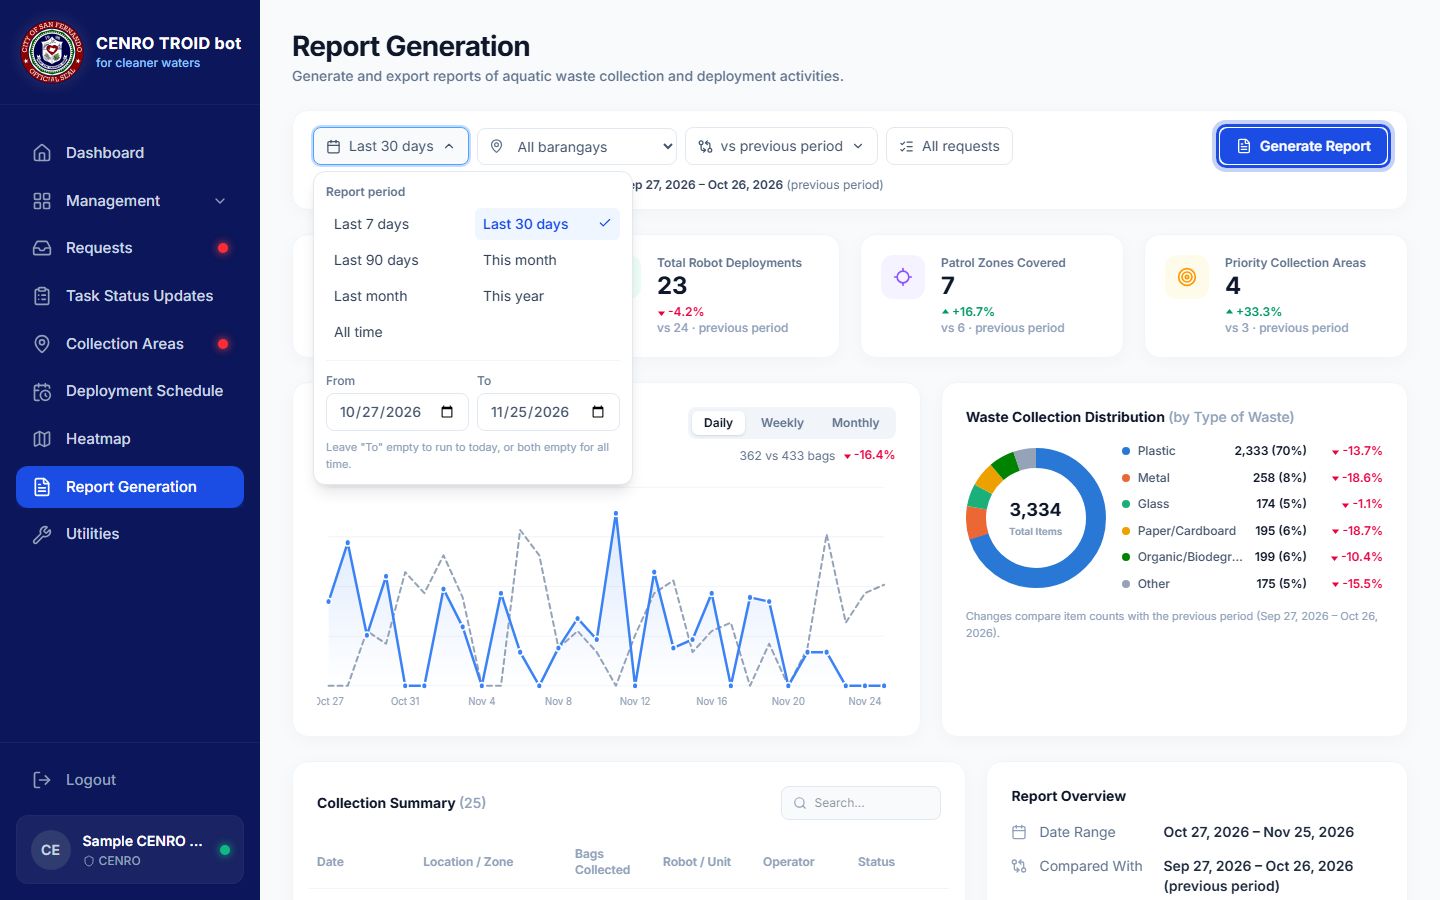 CITY OF SAN FERNANDO
OFFICIAL SEAL
CENRO TROID bot
for cleaner waters
Dashboard
Management
Requests
Task Status Updates
Collection Areas
Deployment Schedule
Heatmap
Report Generation
Utilities
Logout
CE
Sample CENRO ...
CENRO
Report Generation
Generate and export reports of aquatic waste collection and deployment activities.
Last 30 days
All barangays
vs previous period
All requests
Generate Report
ep 27, 2026 – Oct 26, 2026 (previous period)
Report period
Last 7 days
Last 30 days
Last 90 days
This month
Last month
This year
All time
From
To
10/27/2026
11/25/2026
Leave "To" empty to run to today, or both empty for all
time.
Total Robot Deployments
23
-4.2%
vs 24 · previous period
Patrol Zones Covered
7
+16.7%
vs 6 · previous period
Priority Collection Areas
4
+33.3%
vs 3 · previous period
Daily
Weekly
Monthly
362 vs 433 bags -16.4%
Oct 27
Oct 31
Nov 4
Nov 8
Nov 12
Nov 16
Nov 20
Nov 24
Waste Collection Distribution (by Type of Waste)
3,334
Total Items
Plastic 2,333 (70%) -13.7%
Metal 258 (8%) -18.6%
Glass 174 (5%) -1.1%
Paper/Cardboard 195 (6%) -18.7%
Organic/Biodegr... 199 (6%) -10.4%
Other 175 (5%) -15.5%
Changes compare item counts with the previous period (Sep 27, 2026 – Oct 26,
2026).
Collection Summary (25)
Search...
Date
Location / Zone
Bags
Collected
Robot / Unit
Operator
Status
Report Overview
Date Range
Oct 27, 2026 – Nov 25, 2026
Compared With
Sep 27, 2026 – Oct 26, 2026
(previous period)